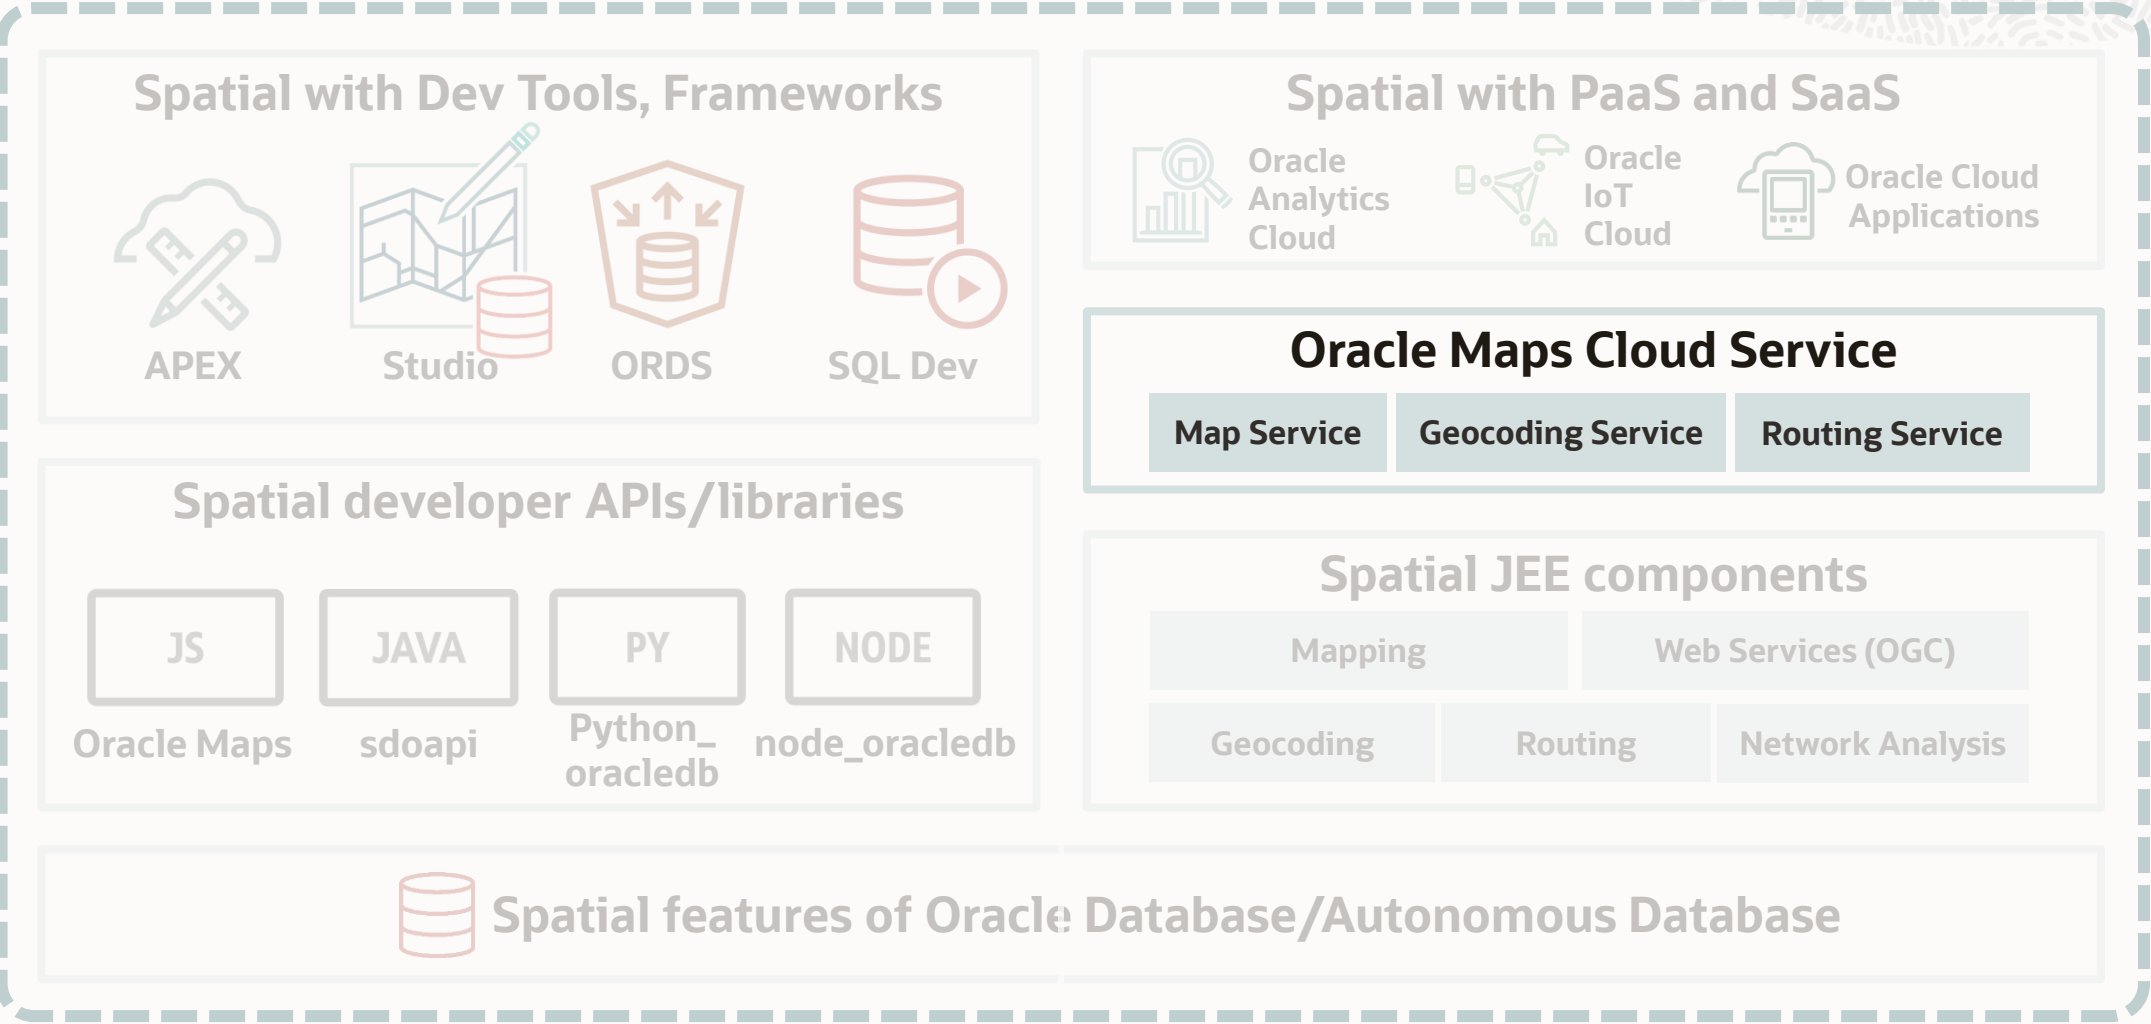 Spatial with Dev Tools, Frameworks
APEX
Studio
ORDS
SQL Dev
Spatial with PaaS and SaaS
Oracle
Analytics
Cloud
Oracle
IoT
Cloud
Oracle Cloud
Applications
Oracle Maps Cloud Service
Map Service
Geocoding Service
Routing Service
Spatial developer APIs/libraries
JS
JAVA
PY
NODE
Oracle Maps
sdoapi
Python_
oracledb
node_oracledb
Spatial JEE components
Mapping
Web Services (OGC)
Geocoding
Routing
Network Analysis
Spatial features of Oracle Database/Autonomous Database